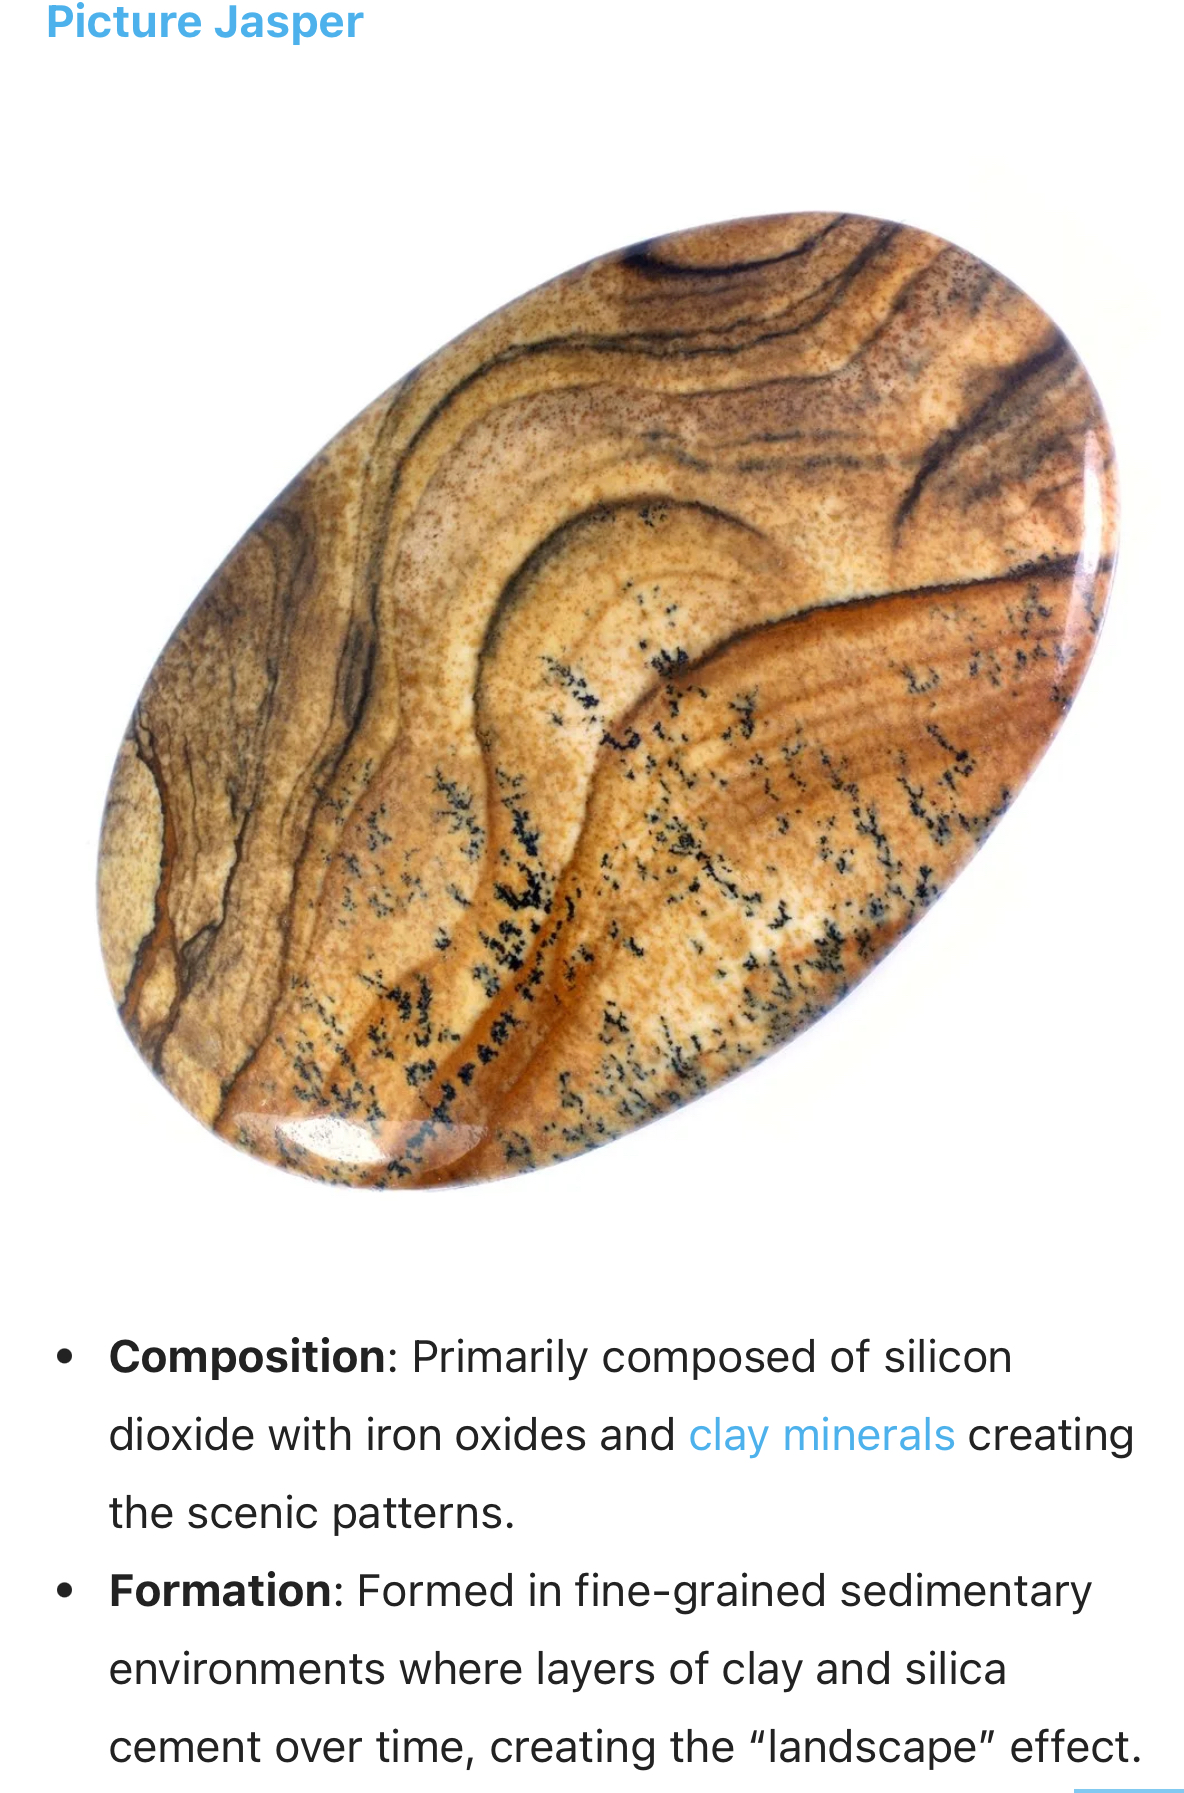 Picture Jasper
• Composition: Primarily composed of silicon
dioxide with iron oxides and clay minerals creating
the scenic patterns.
• Formation: Formed in fine-grained sedimentary
environments where layers of clay and silica
cement over time, creating the “landscape” effect.